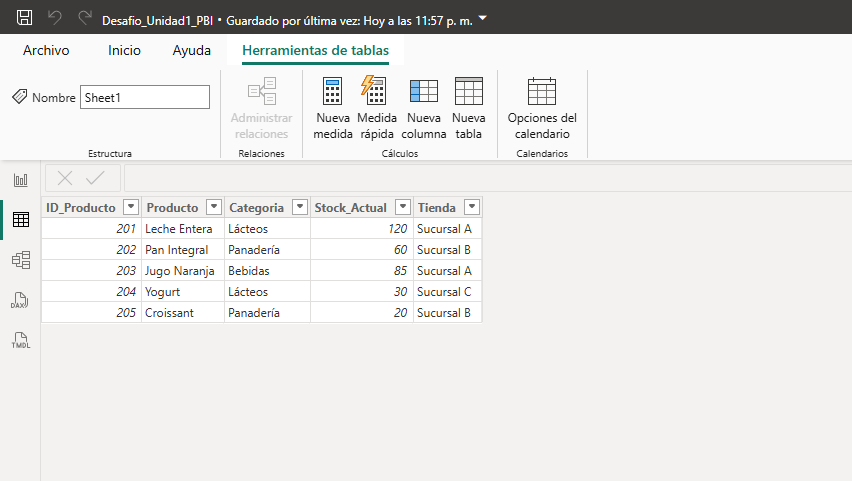 Desafio_Unidad1_PBI • Guardado por última vez: Hoy a las 11:57 p. m.
Archivo Inicio Ayuda Herramientas de tablas
Nombre Sheet1
Administrar relaciones
Nueva medida
Medida rápida
Nueva columna
Nueva tabla
Opciones del calendario
Estructura Relaciones Cálculos Calendarios
ID_Producto Producto Categoria Stock_Actual Tienda
201 Leche Entera Lácteos 120 Sucursal A
202 Pan Integral Panadería 60 Sucursal B
203 Jugo Naranja Bebidas 85 Sucursal A
204 Yogurt Lácteos 30 Sucursal C
205 Croissant Panadería 20 Sucursal B
DAX
TMDL